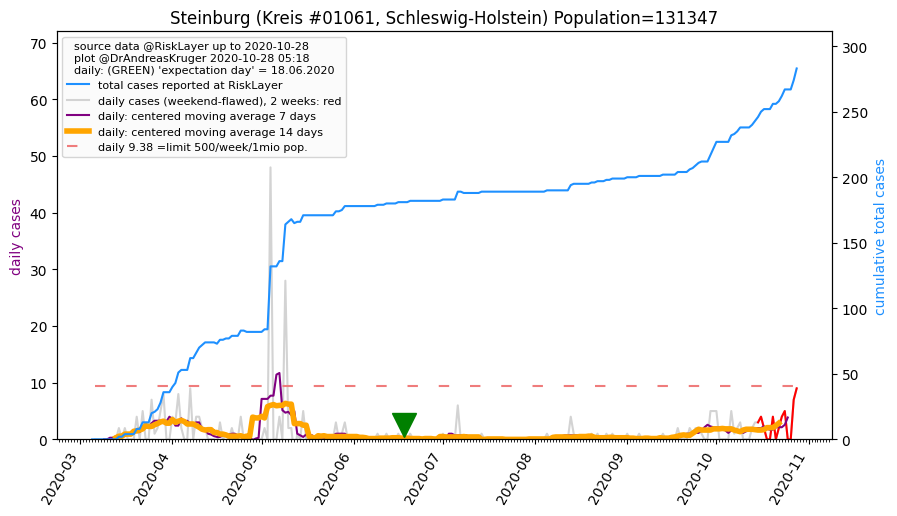 Steinburg (Kreis #01061, Schleswig-Holstein) Population=131347
source data @RiskLayer up to 2020-10-28
plot @DrAndreasKruger 2020-10-28 05:18
daily: (GREEN) 'expectation day' = 18.06.2020
total cases reported at RiskLayer
daily cases (weekend-flawed), 2 weeks: red
daily: centered moving average 7 days
daily: centered moving average 14 days
daily 9.38 =limit 500/week/1mio pop.
daily cases
70
60
50
40
30
20
10
0
cumulative total cases
300
250
200
150
100
50
0
2020-03
2020-04
2020-05
2020-06
2020-07
2020-08
2020-09
2020-10
2020-11